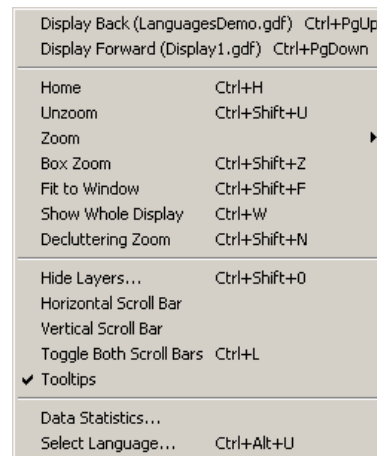 Display Back (LanguagesDemo.gdf) Ctrl+PgUp
Display Forward (Display1.gdf) Ctrl+PgDown
Home Ctrl+H
Unzoom Ctrl+Shift+U
Zoom
Box Zoom Ctrl+Shift+Z
Fit to Window Ctrl+Shift+F
Show Whole Display Ctrl+W
Decluttering Zoom Ctrl+Shift+N
Hide Layers... Ctrl+Shift+0
Horizontal Scroll Bar
Vertical Scroll Bar
Toggle Both Scroll Bars Ctrl+L
Tooltips
Data Statistics...
Select Language... Ctrl+Alt+U